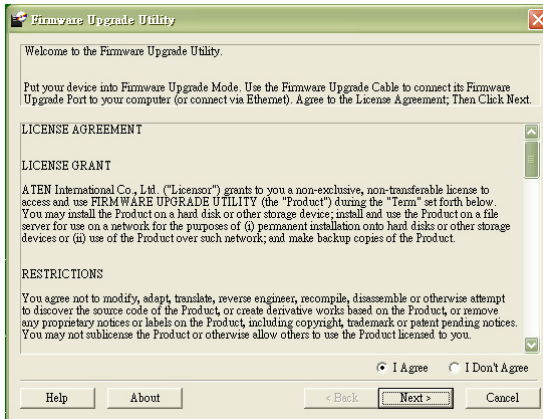 Firmware Upgrade Utility
Welcome to the Firmware Upgrade Utility.
Put your device into Firmware Upgrade Mode. Use the Firmware Upgrade Cable to connect its Firmware
Upgrade Port to your computer (or connect via Ethernet). Agree to the License Agreement; Then Click Next.
LICENSE AGREEMENT
LICENSE GRANT
ATEN International Co., Ltd. ("Licensor") grants to you a non-exclusive, non-transferable license to
access and use FIRMWARE UPGRADE UTILITY (the "Product") during the "Term" set forth below.
You may install the Product on a hard disk or other storage device; install and use the Product on a file
server for use on a network for the purposes of (i) permanent installation onto hard disks or other storage
devices or (ii) use of the Product over such network; and make backup copies of the Product.
RESTRICTIONS
You agree not to modify, adapt, translate, reverse engineer, recompile, disassemble or otherwise attempt
to discover the source code of the Product, or create derivative works based on the Product, or remove
any proprietary notices or labels on the Product, including copyright, trademark or patent pending notices.
You may not sublicense the Product or otherwise allow others to use the Product licensed to you.
I Agree I Don't Agree
Help About < Back Next > Cancel